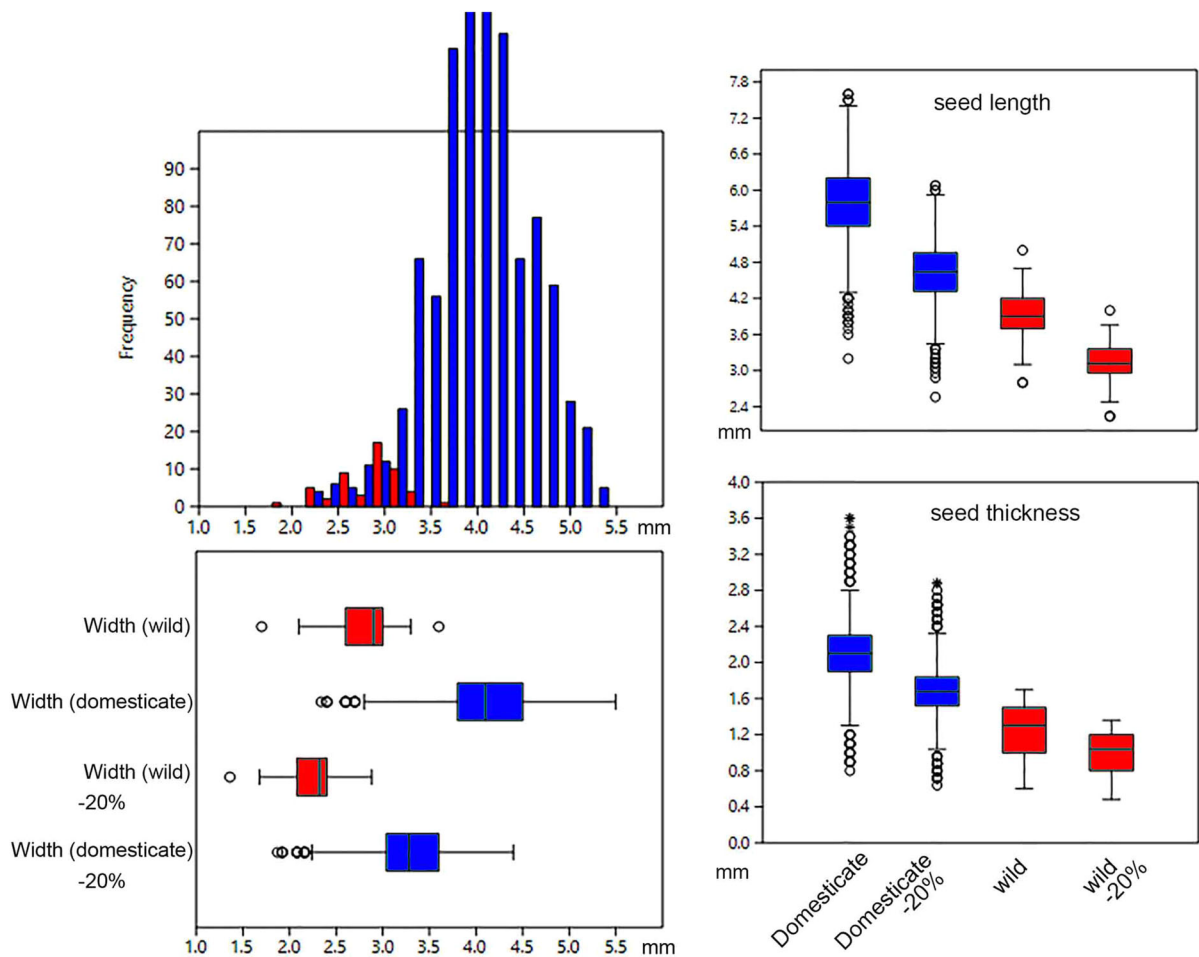 Frequency
90
80
70
60
50
40
30
20
10
0
1.0 1.5 2.0 2.5 3.0 3.5 4.0 4.5 5.0 5.5 mm
Width (wild)
Width (domesticate)
Width (wild)
-20%
Width (domesticate)
-20%
1.0 1.5 2.0 2.5 3.0 3.5 4.0 4.5 5.0 5.5 mm
seed length
7.8
7.2
6.6
6.0
5.4
4.8
4.2
3.6
3.0
2.4
mm
seed thickness
4.0
3.6
3.2
2.8
2.4
2.0
1.6
1.2
0.8
0.4
0.0
mm
Domesticate
Domesticate
-20%
wild
wild
-20%